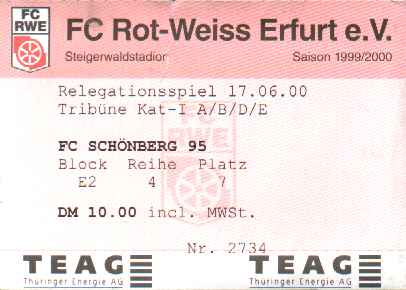 FC
RWE
FC Rot-Weiss Erfurt e.V.
Steigerwaldstadion Saison 1999/2000
Relegationsspiel 17.06.00
Tribüne Kat-I A/B/D/E
FC
RWE
FC SCHÖNBERG 95
Block Reihe Platz
E2 4 7
DM 10.00 incl. MWSt.
Nr. 2734
TEAG TEAG
Thüringer Energie AG Thüringer Energie AG